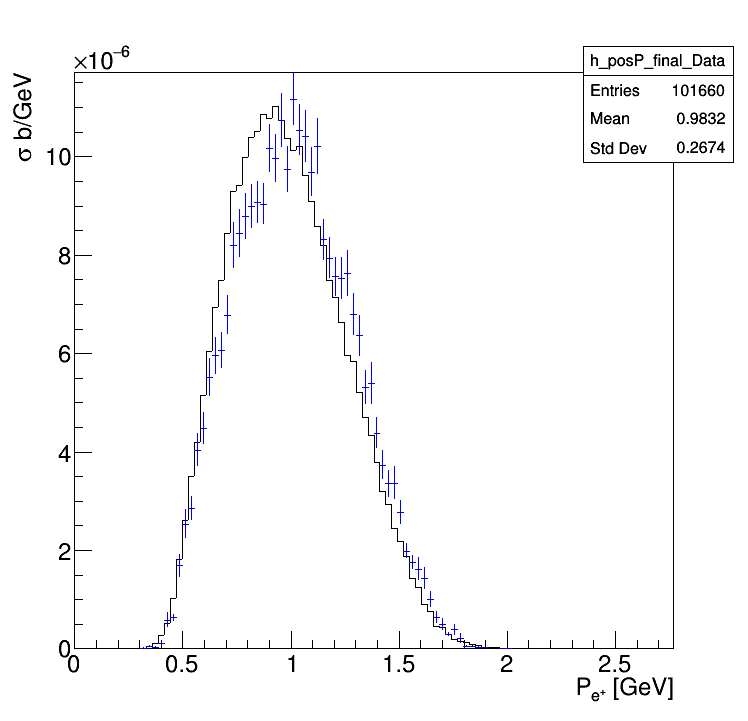 ×10⁻⁶
h_posP_final_Data
Entries 101660
Mean 0.9832
Std Dev 0.2674
σ b/GeV
10
8
6
4
2
0
0 0.5 1 1.5 2 2.5
P_e⁺ [GeV]